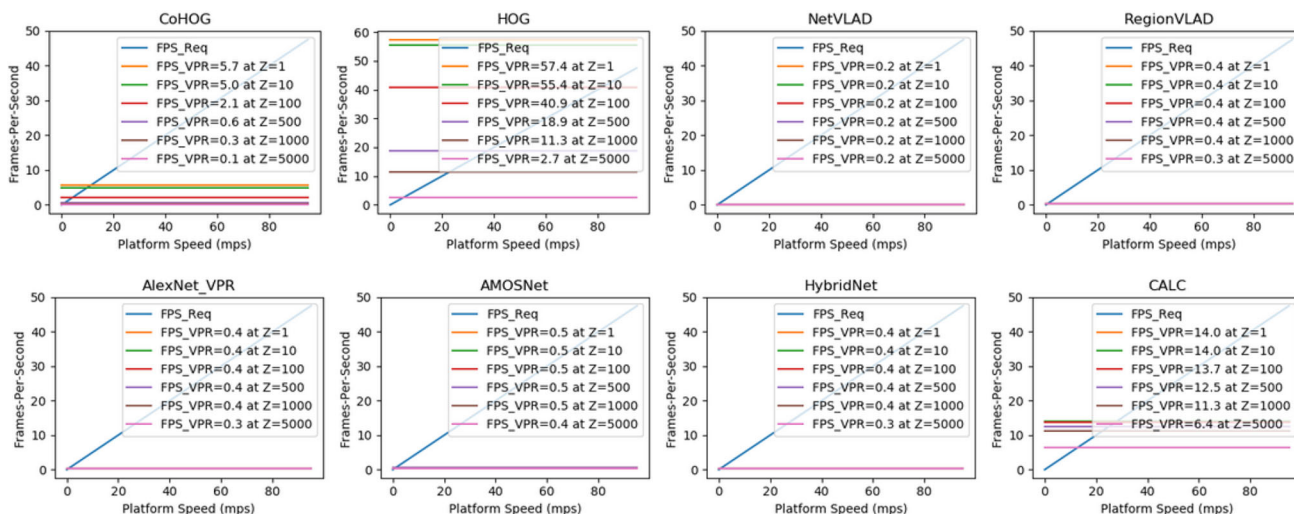 CoHOG
50
40
30
20
10
0
Frames-Per-Second
FPS_Req
FPS_VPR=5.7 at Z=1
FPS_VPR=5.0 at Z=10
FPS_VPR=2.1 at Z=100
FPS_VPR=0.6 at Z=500
FPS_VPR=0.3 at Z=1000
FPS_VPR=0.1 at Z=5000
0 20 40 60 80
Platform Speed (mps)
HOG
60
50
40
30
20
10
0
Frames-Per-Second
FPS_Req
FPS_VPR=57.4 at Z=1
FPS_VPR=55.4 at Z=10
FPS_VPR=40.9 at Z=100
FPS_VPR=18.9 at Z=500
FPS_VPR=11.3 at Z=1000
FPS_VPR=2.7 at Z=5000
0 20 40 60 80
Platform Speed (mps)
NetVLAD
50
40
30
20
10
0
Frames-Per-Second
FPS_Req
FPS_VPR=0.2 at Z=1
FPS_VPR=0.2 at Z=10
FPS_VPR=0.2 at Z=100
FPS_VPR=0.2 at Z=500
FPS_VPR=0.2 at Z=1000
FPS_VPR=0.2 at Z=5000
0 20 40 60 80
Platform Speed (mps)
RegionVLAD
50
40
30
20
10
0
Frames-Per-Second
FPS_Req
FPS_VPR=0.4 at Z=1
FPS_VPR=0.4 at Z=10
FPS_VPR=0.4 at Z=100
FPS_VPR=0.4 at Z=500
FPS_VPR=0.4 at Z=1000
FPS_VPR=0.3 at Z=5000
0 20 40 60 80
Platform Speed (mps)
AlexNet_VPR
50
40
30
20
10
0
Frames-Per-Second
FPS_Req
FPS_VPR=0.4 at Z=1
FPS_VPR=0.4 at Z=10
FPS_VPR=0.4 at Z=100
FPS_VPR=0.4 at Z=500
FPS_VPR=0.4 at Z=1000
FPS_VPR=0.3 at Z=5000
0 20 40 60 80
Platform Speed (mps)
AMOSNet
50
40
30
20
10
0
Frames-Per-Second
FPS_Req
FPS_VPR=0.5 at Z=1
FPS_VPR=0.5 at Z=10
FPS_VPR=0.5 at Z=100
FPS_VPR=0.5 at Z=500
FPS_VPR=0.5 at Z=1000
FPS_VPR=0.4 at Z=5000
0 20 40 60 80
Platform Speed (mps)
HybridNet
50
40
30
20
10
0
Frames-Per-Second
FPS_Req
FPS_VPR=0.4 at Z=1
FPS_VPR=0.4 at Z=10
FPS_VPR=0.4 at Z=100
FPS_VPR=0.4 at Z=500
FPS_VPR=0.4 at Z=1000
FPS_VPR=0.3 at Z=5000
0 20 40 60 80
Platform Speed (mps)
CALC
50
40
30
20
10
0
Frames-Per-Second
FPS_Req
FPS_VPR=14.0 at Z=1
FPS_VPR=14.0 at Z=10
FPS_VPR=13.7 at Z=100
FPS_VPR=12.5 at Z=500
FPS_VPR=11.3 at Z=1000
FPS_VPR=6.4 at Z=5000
0 20 40 60 80
Platform Speed (mps)